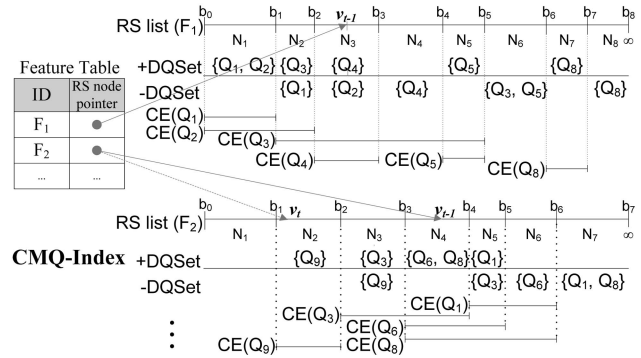 b0 b1 b2 vt-1 b3 b4 b5 b6 b7 b8
RS list (F1)
N1 N2 N3 N4 N5 N6 N7 N8 ∞
+DQSet {Q1, Q2} {Q3} {Q4} {Q5} {Q8}
-DQSet {Q1} {Q2} {Q4} {Q3, Q5} {Q8}
CE(Q1)
CE(Q2)
CE(Q3)
CE(Q4) CE(Q5) CE(Q8)
Feature Table
ID RS node pointer
F1
F2
... ...
b0 b1 vt b2 b3 vt-1 b4 b5 b6 b7
RS list (F2)
N1 N2 N3 N4 N5 N6 N7 ∞
CMQ-Index
+DQSet {Q9} {Q3} {Q6, Q8} {Q1}
-DQSet {Q9} {Q3} {Q6} {Q1, Q8}
CE(Q1)
CE(Q3)
CE(Q6)
CE(Q9) CE(Q8)